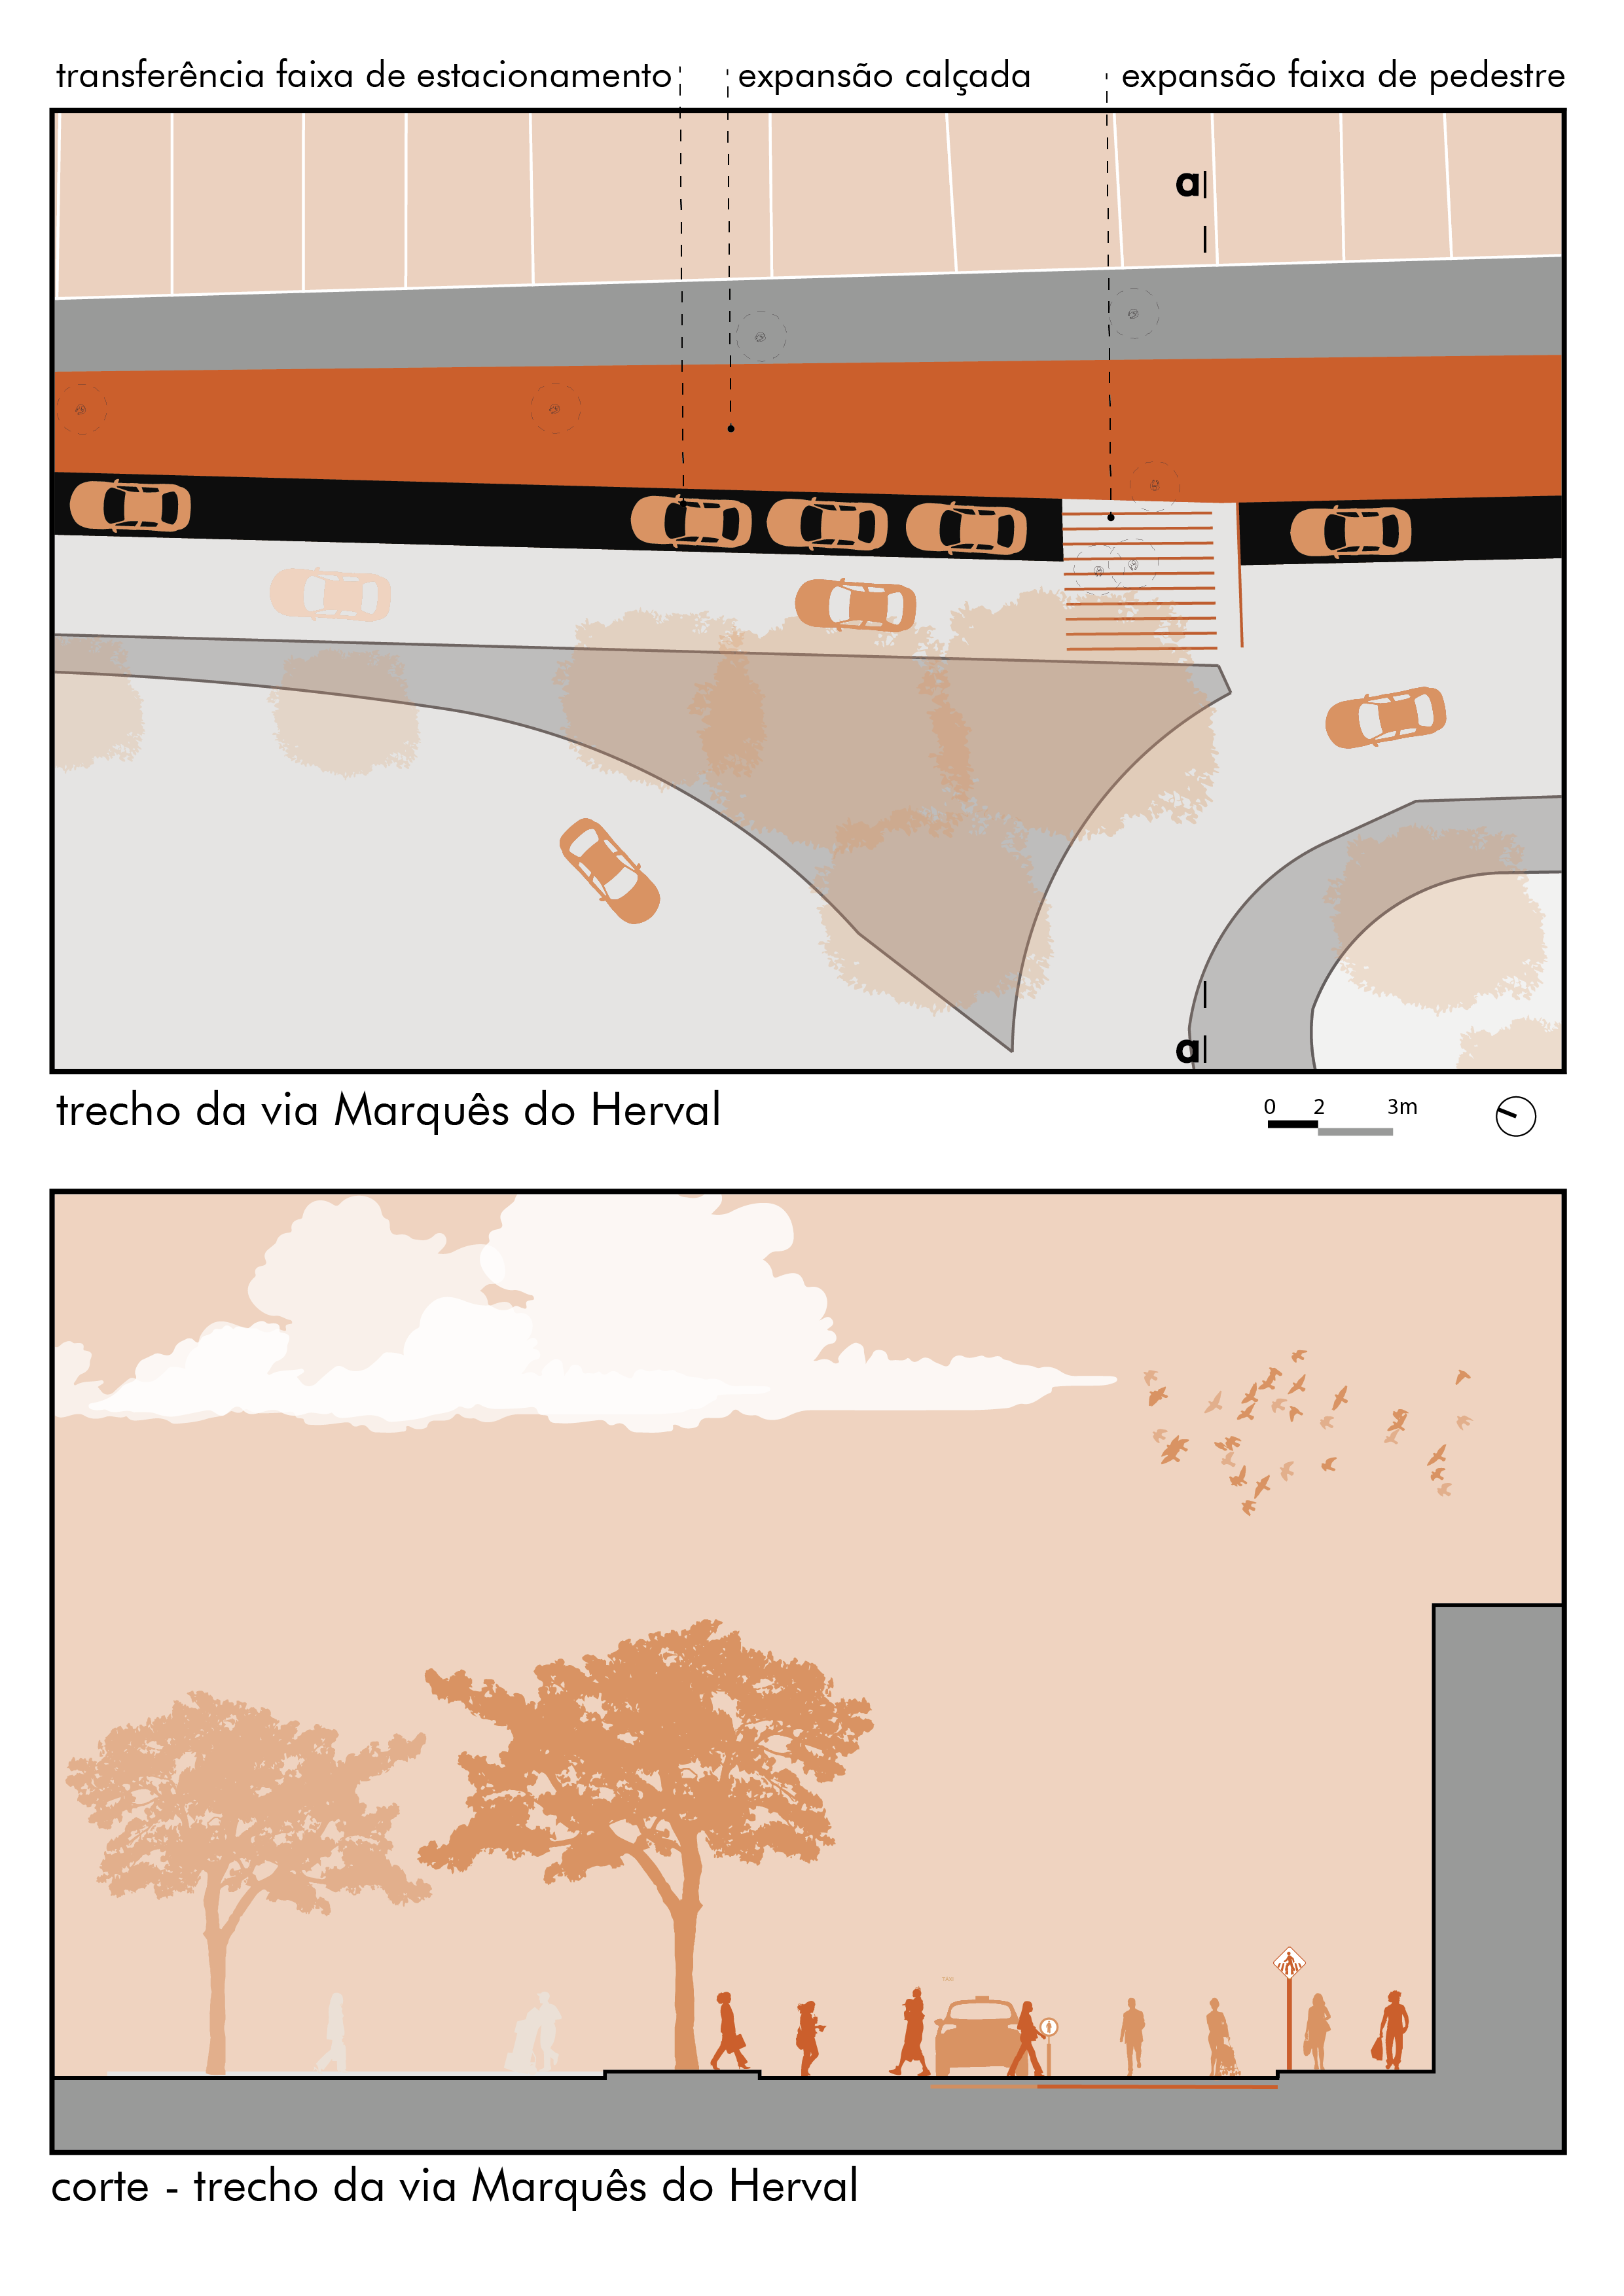 transferência faixa de estacionamento
expansão calçada
expansão faixa de pedestre
a
a
trecho da via Marquês do Herval
0 2 3m
TAXI
corte - trecho da via Marquês do Herval